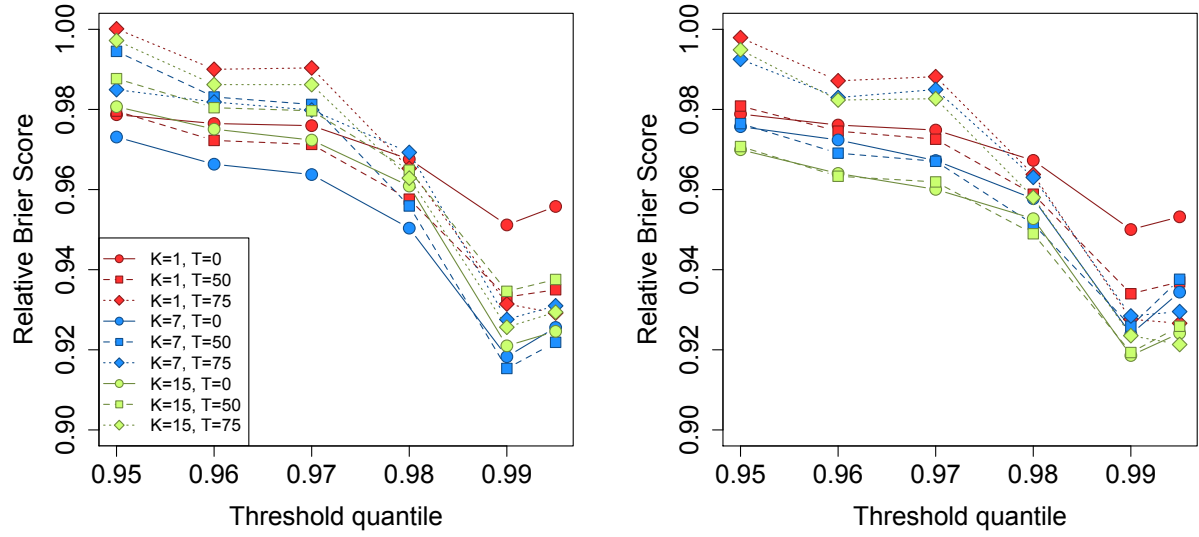 Relative Brier Score
1.00
0.98
0.96
0.94
0.92
0.90
K=1, T=0
K=1, T=50
K=1, T=75
K=7, T=0
K=7, T=50
K=7, T=75
K=15, T=0
K=15, T=50
K=15, T=75
0.95 0.96 0.97 0.98 0.99
Threshold quantile
Relative Brier Score
1.00
0.98
0.96
0.94
0.92
0.90
0.95 0.96 0.97 0.98 0.99
Threshold quantile